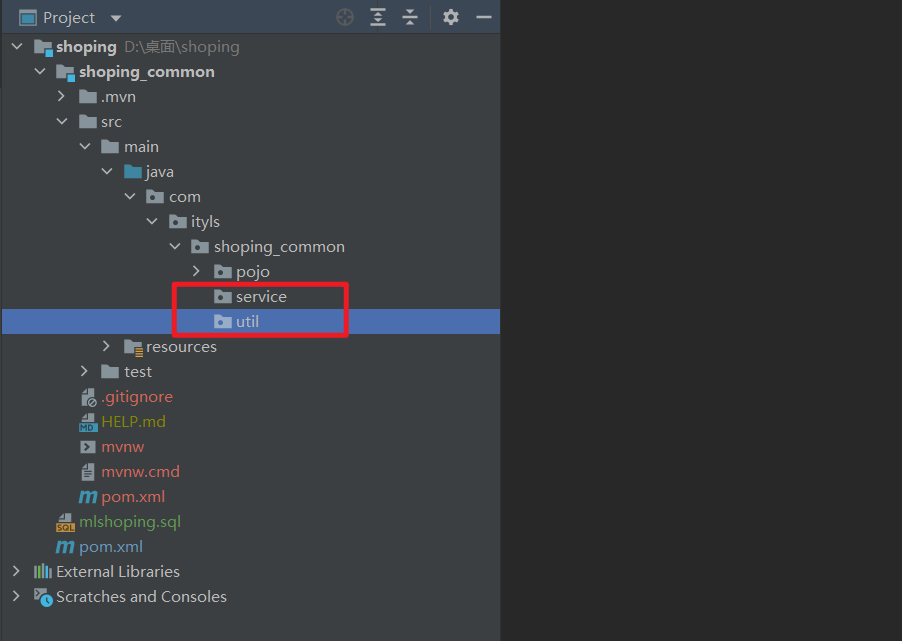 Project
shoping D:\桌面\shoping
shoping_common
.mvn
src
main
java
com
ityls
shoping_common
pojo
service
util
resources
test
.gitignore
HELP.md
mvnw
mvnw.cmd
pom.xml
mlshoping.sql
pom.xml
External Libraries
Scratches and Consoles